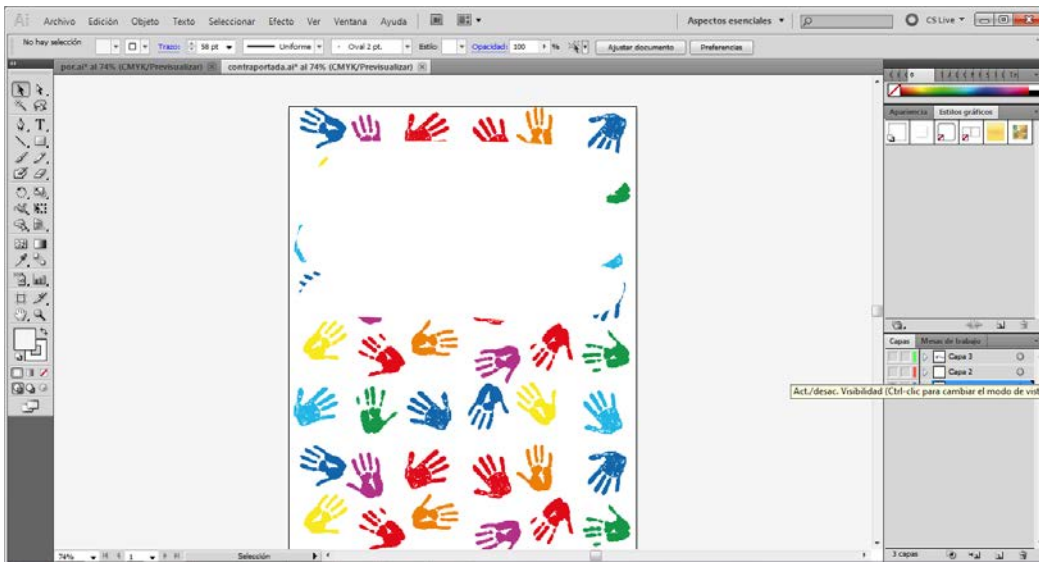 Ai Archivo Edición Objeto Texto Seleccionar Efecto Ver Ventana Ayuda Br Aspectos esenciales CS Live
No hay selección Trazo: 58 pt Uniforme Oval 2 pt. Estilo: Opacidad: 100 % Ajustar documento Preferencias
por.ai* al 74% (CMYK/Previsualizar) contraportada.ai* al 74% (CMYK/Previsualizar)
Apariencia Estilos gráficos
Capas Mesas de trabajo
Capa 3
Capa 2
Act./desac. Visibilidad (Ctrl-clic para cambiar el modo de vist
74% 1 Selección 3 capas